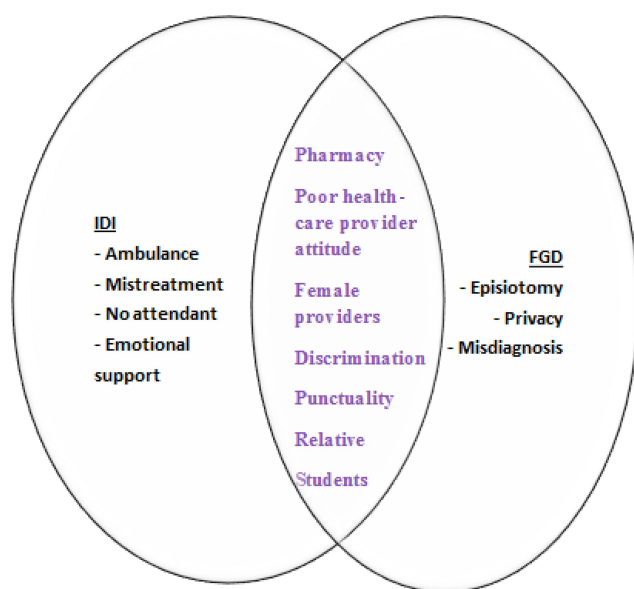 IDI
- Ambulance
- Mistreatment
- No attendant
- Emotional
support
Pharmacy
Poor health-
care provider
attitude
Female
providers
Discrimination
Punctuality
Relative
Students
FGD
- Episiotomy
- Privacy
- Misdiagnosis